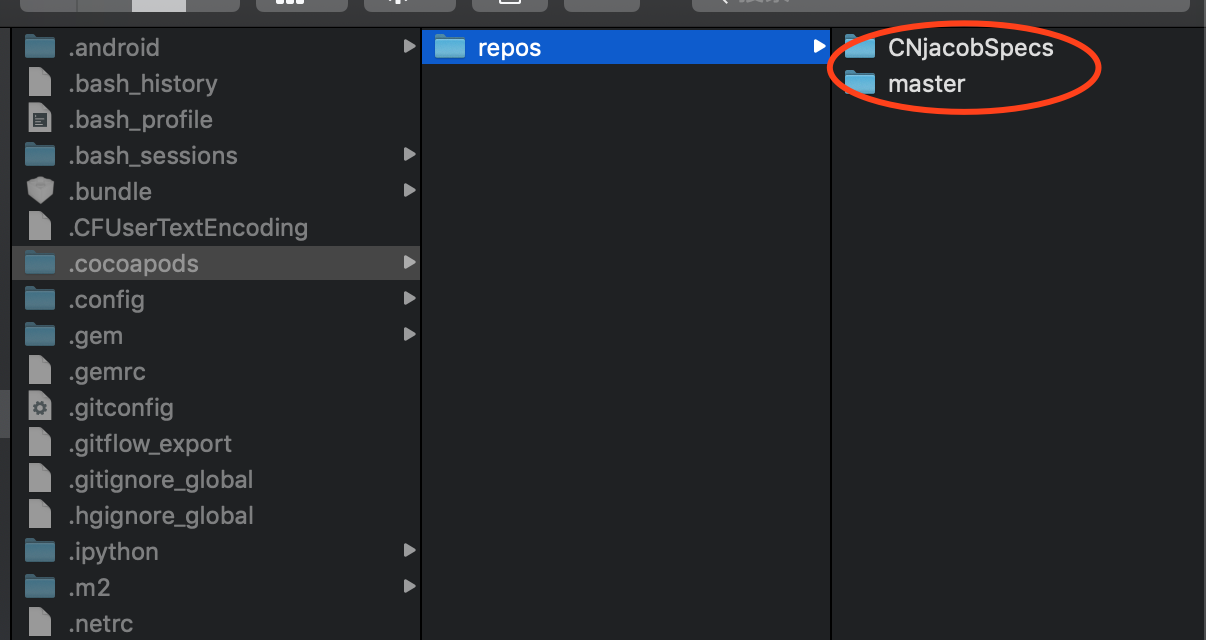 .android
.bash_history
.bash_profile
.bash_sessions
.bundle
.CFUserTextEncoding
.cocoapods
.config
.gem
.gemrc
.gitconfig
.gitflow_export
.gitignore_global
.hgignore_global
.ipython
.m2
.netrc
repos
CNjacobSpecs
master